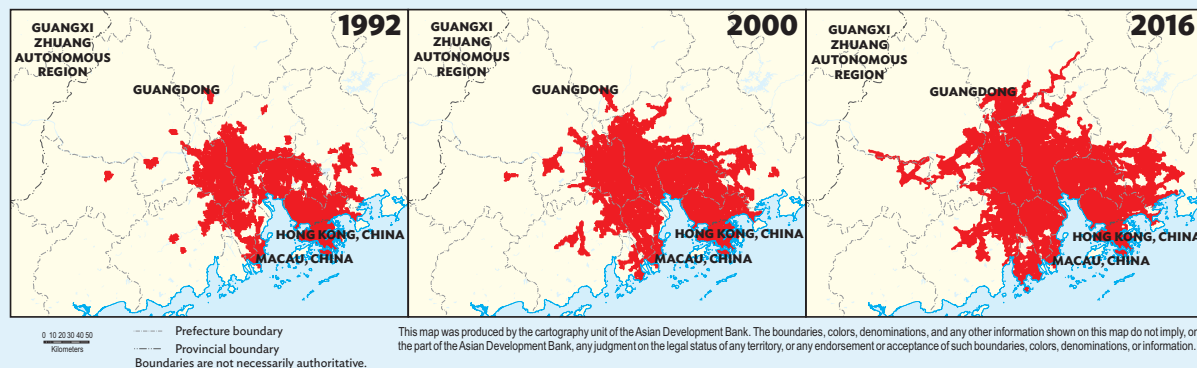 1992
GUANGXI
ZHUANG
AUTONOMOUS
REGION
GUANGDONG
HONG KONG, CHINA
MACAU, CHINA
2000
GUANGXI
ZHUANG
AUTONOMOUS
REGION
GUANGDONG
HONG KONG, CHINA
MACAU, CHINA
2016
GUANGXI
ZHUANG
AUTONOMOUS
REGION
GUANGDONG
HONG KONG, CHINA
MACAU, CHINA
0 10 20 30 40 50
Kilometers
Prefecture boundary
Provincial boundary
Boundaries are not necessarily authoritative.
This map was produced by the cartography unit of the Asian Development Bank. The boundaries, colors, denominations, and any other information shown on this map do not imply, on
the part of the Asian Development Bank, any judgment on the legal status of any territory, or any endorsement or acceptance of such boundaries, colors, denominations, or information.